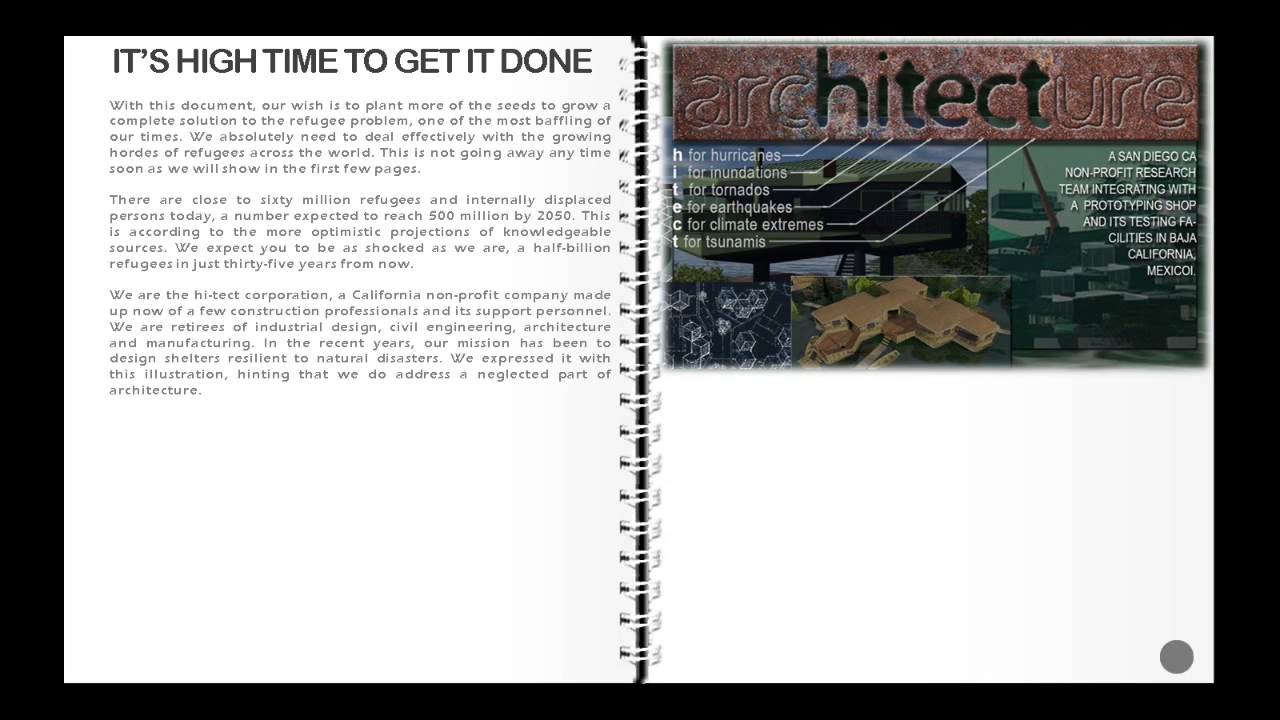 IT'S HIGH TIME TO GET IT DONE
With this document, our wish is to plant more of the seeds to grow a
complete solution to the refugee problem, one of the most baffling of
our times. We absolutely need to deal effectively with the growing
hordes of refugees across the world. This is not going away any time
soon as we will show in the first few pages.
There are close to sixty million refugees and internally displaced
persons today, a number expected to reach 500 million by 2050. This
is according to the more optimistic projections of knowledgeable
sources. We expect you to be as shocked as we are, a half-billion
refugees in just thirty-five years from now.
We are the hi-tect corporation, a California non-profit company made
up now of a few construction professionals and its support personnel.
We are retirees of industrial design, civil engineering, architecture
and manufacturing. In the recent years, our mission has been to
design shelters resilient to natural disasters. We expressed it with
this illustration, hinting that we do address a neglected part of
architecture.
architecture
h for hurricanes
i for inundations
t for tornados
e for earthquakes
c for climate extremes
t for tsunamis
A SAN DIEGO CA
NON-PROFIT RESEARCH
TEAM INTEGRATING WITH
A PROTOTYPING SHOP
AND ITS TESTING FA-
CILITIES IN BAJA
CALIFORNIA,
MEXICOI.